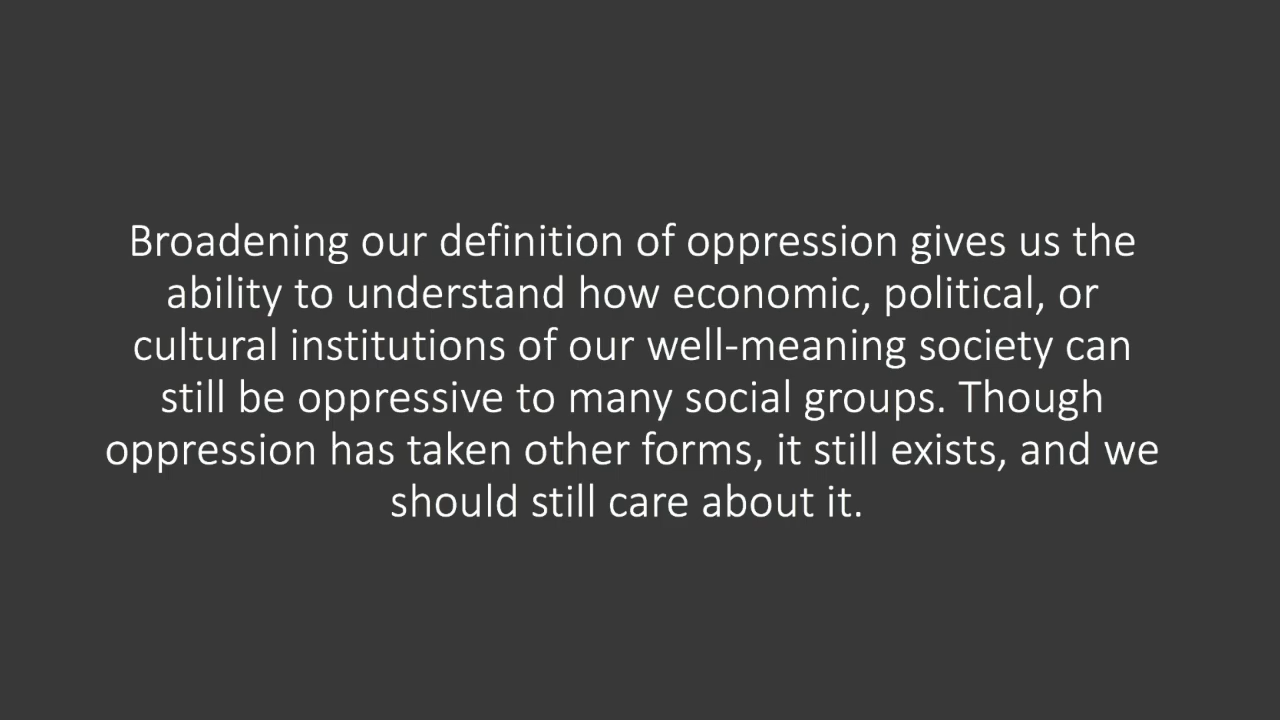 Broadening our definition of oppression gives us the
ability to understand how economic, political, or
cultural institutions of our well-meaning society can
still be oppressive to many social groups. Though
oppression has taken other forms, it still exists, and we
should still care about it.